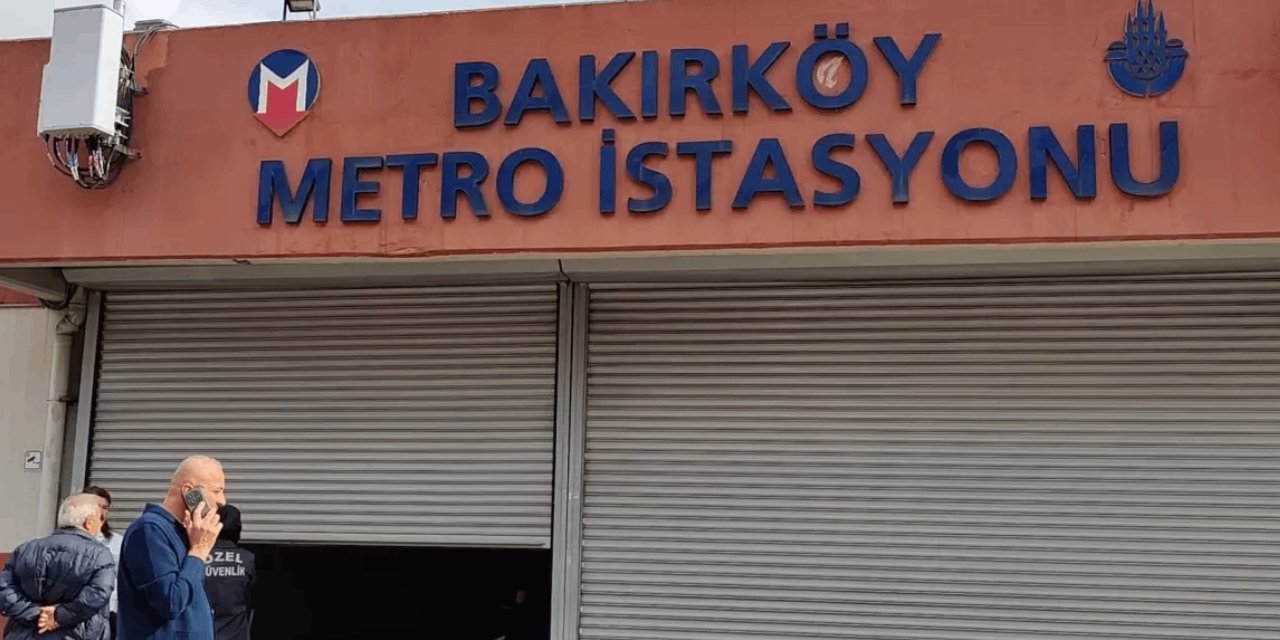 M
BAKIRKÖY
METRO İSTASYONU
ÖZEL
GÜVENLİK